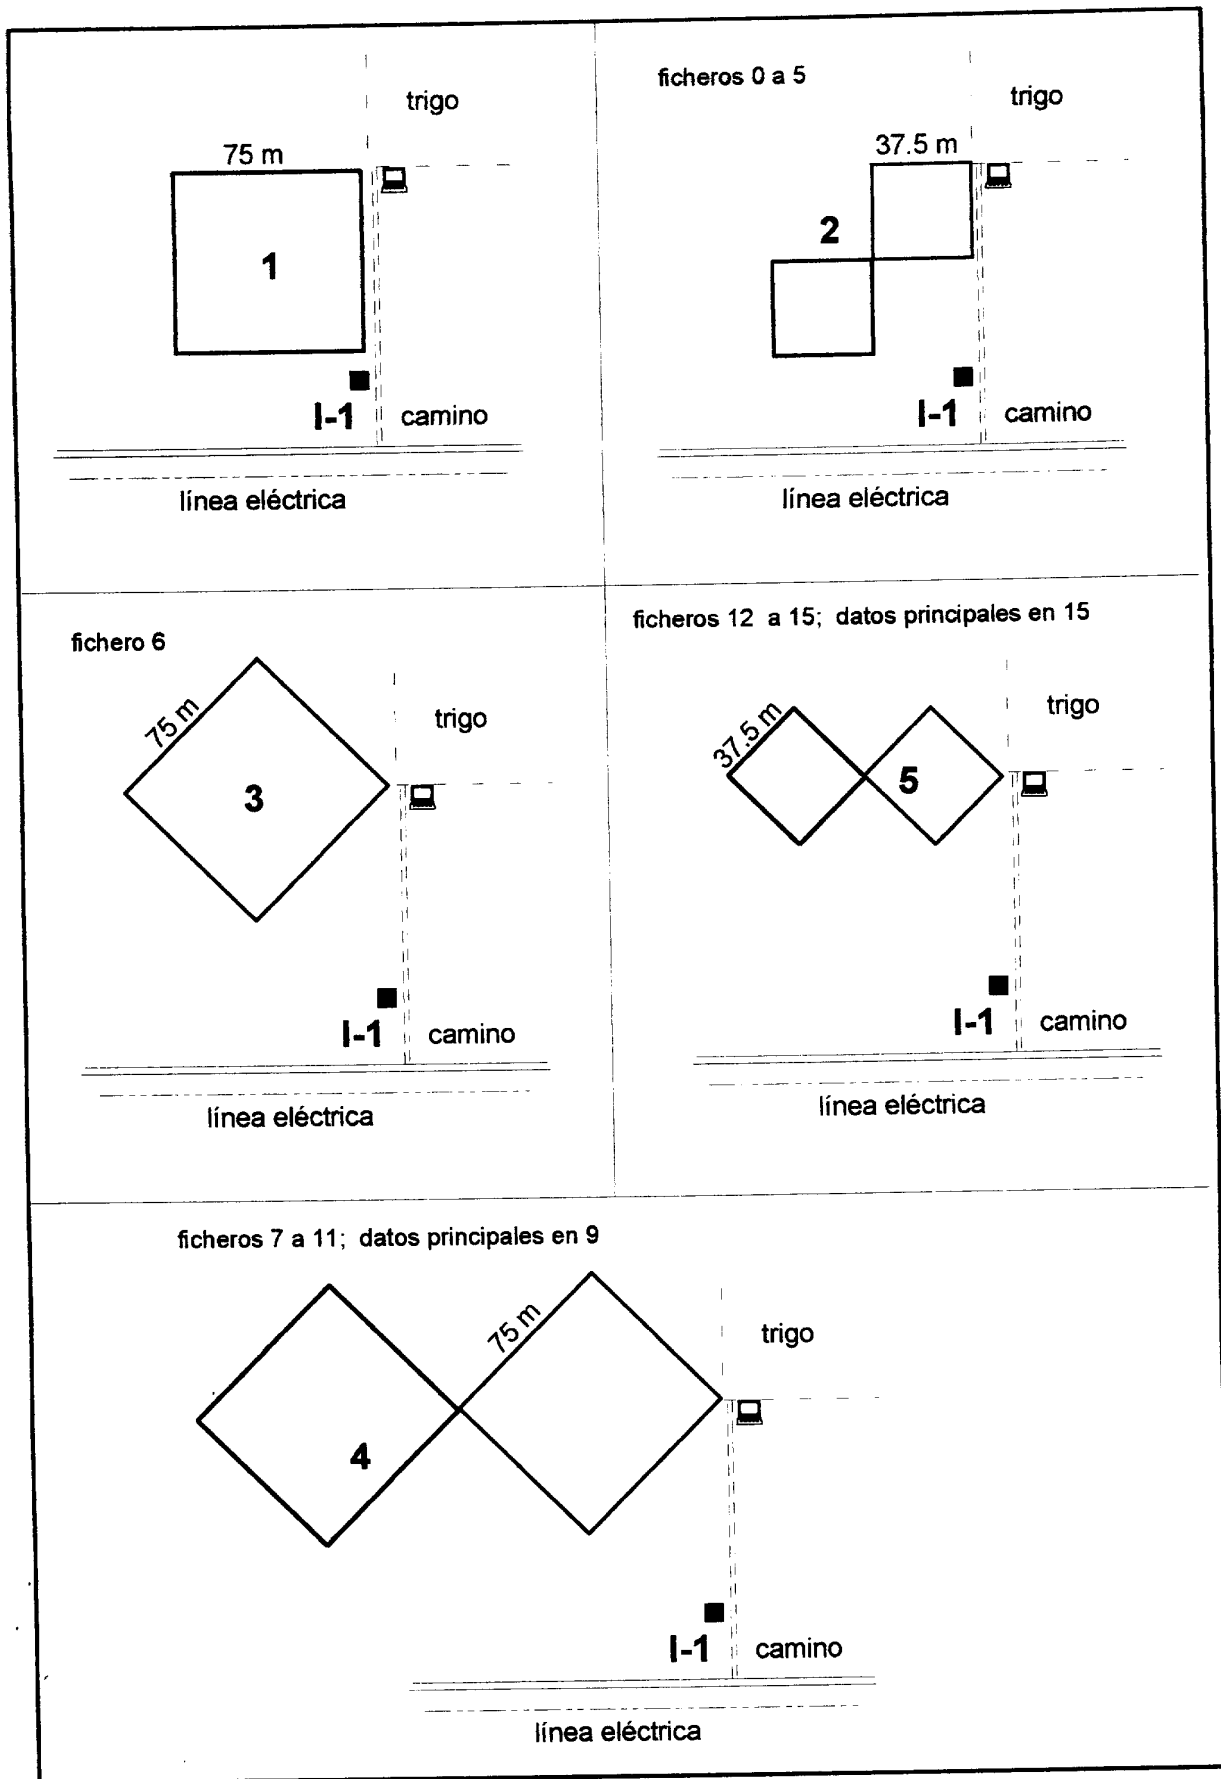 trigo
75 m
1
I-1
camino
línea eléctrica
ficheros 0 a 5
trigo
37.5 m
2
I-1
camino
línea eléctrica
fichero 6
75 m
trigo
3
I-1
camino
línea eléctrica
ficheros 12 a 15; datos principales en 15
37.5 m
trigo
5
I-1
camino
línea eléctrica
ficheros 7 a 11; datos principales en 9
75 m
trigo
4
I-1
camino
línea eléctrica